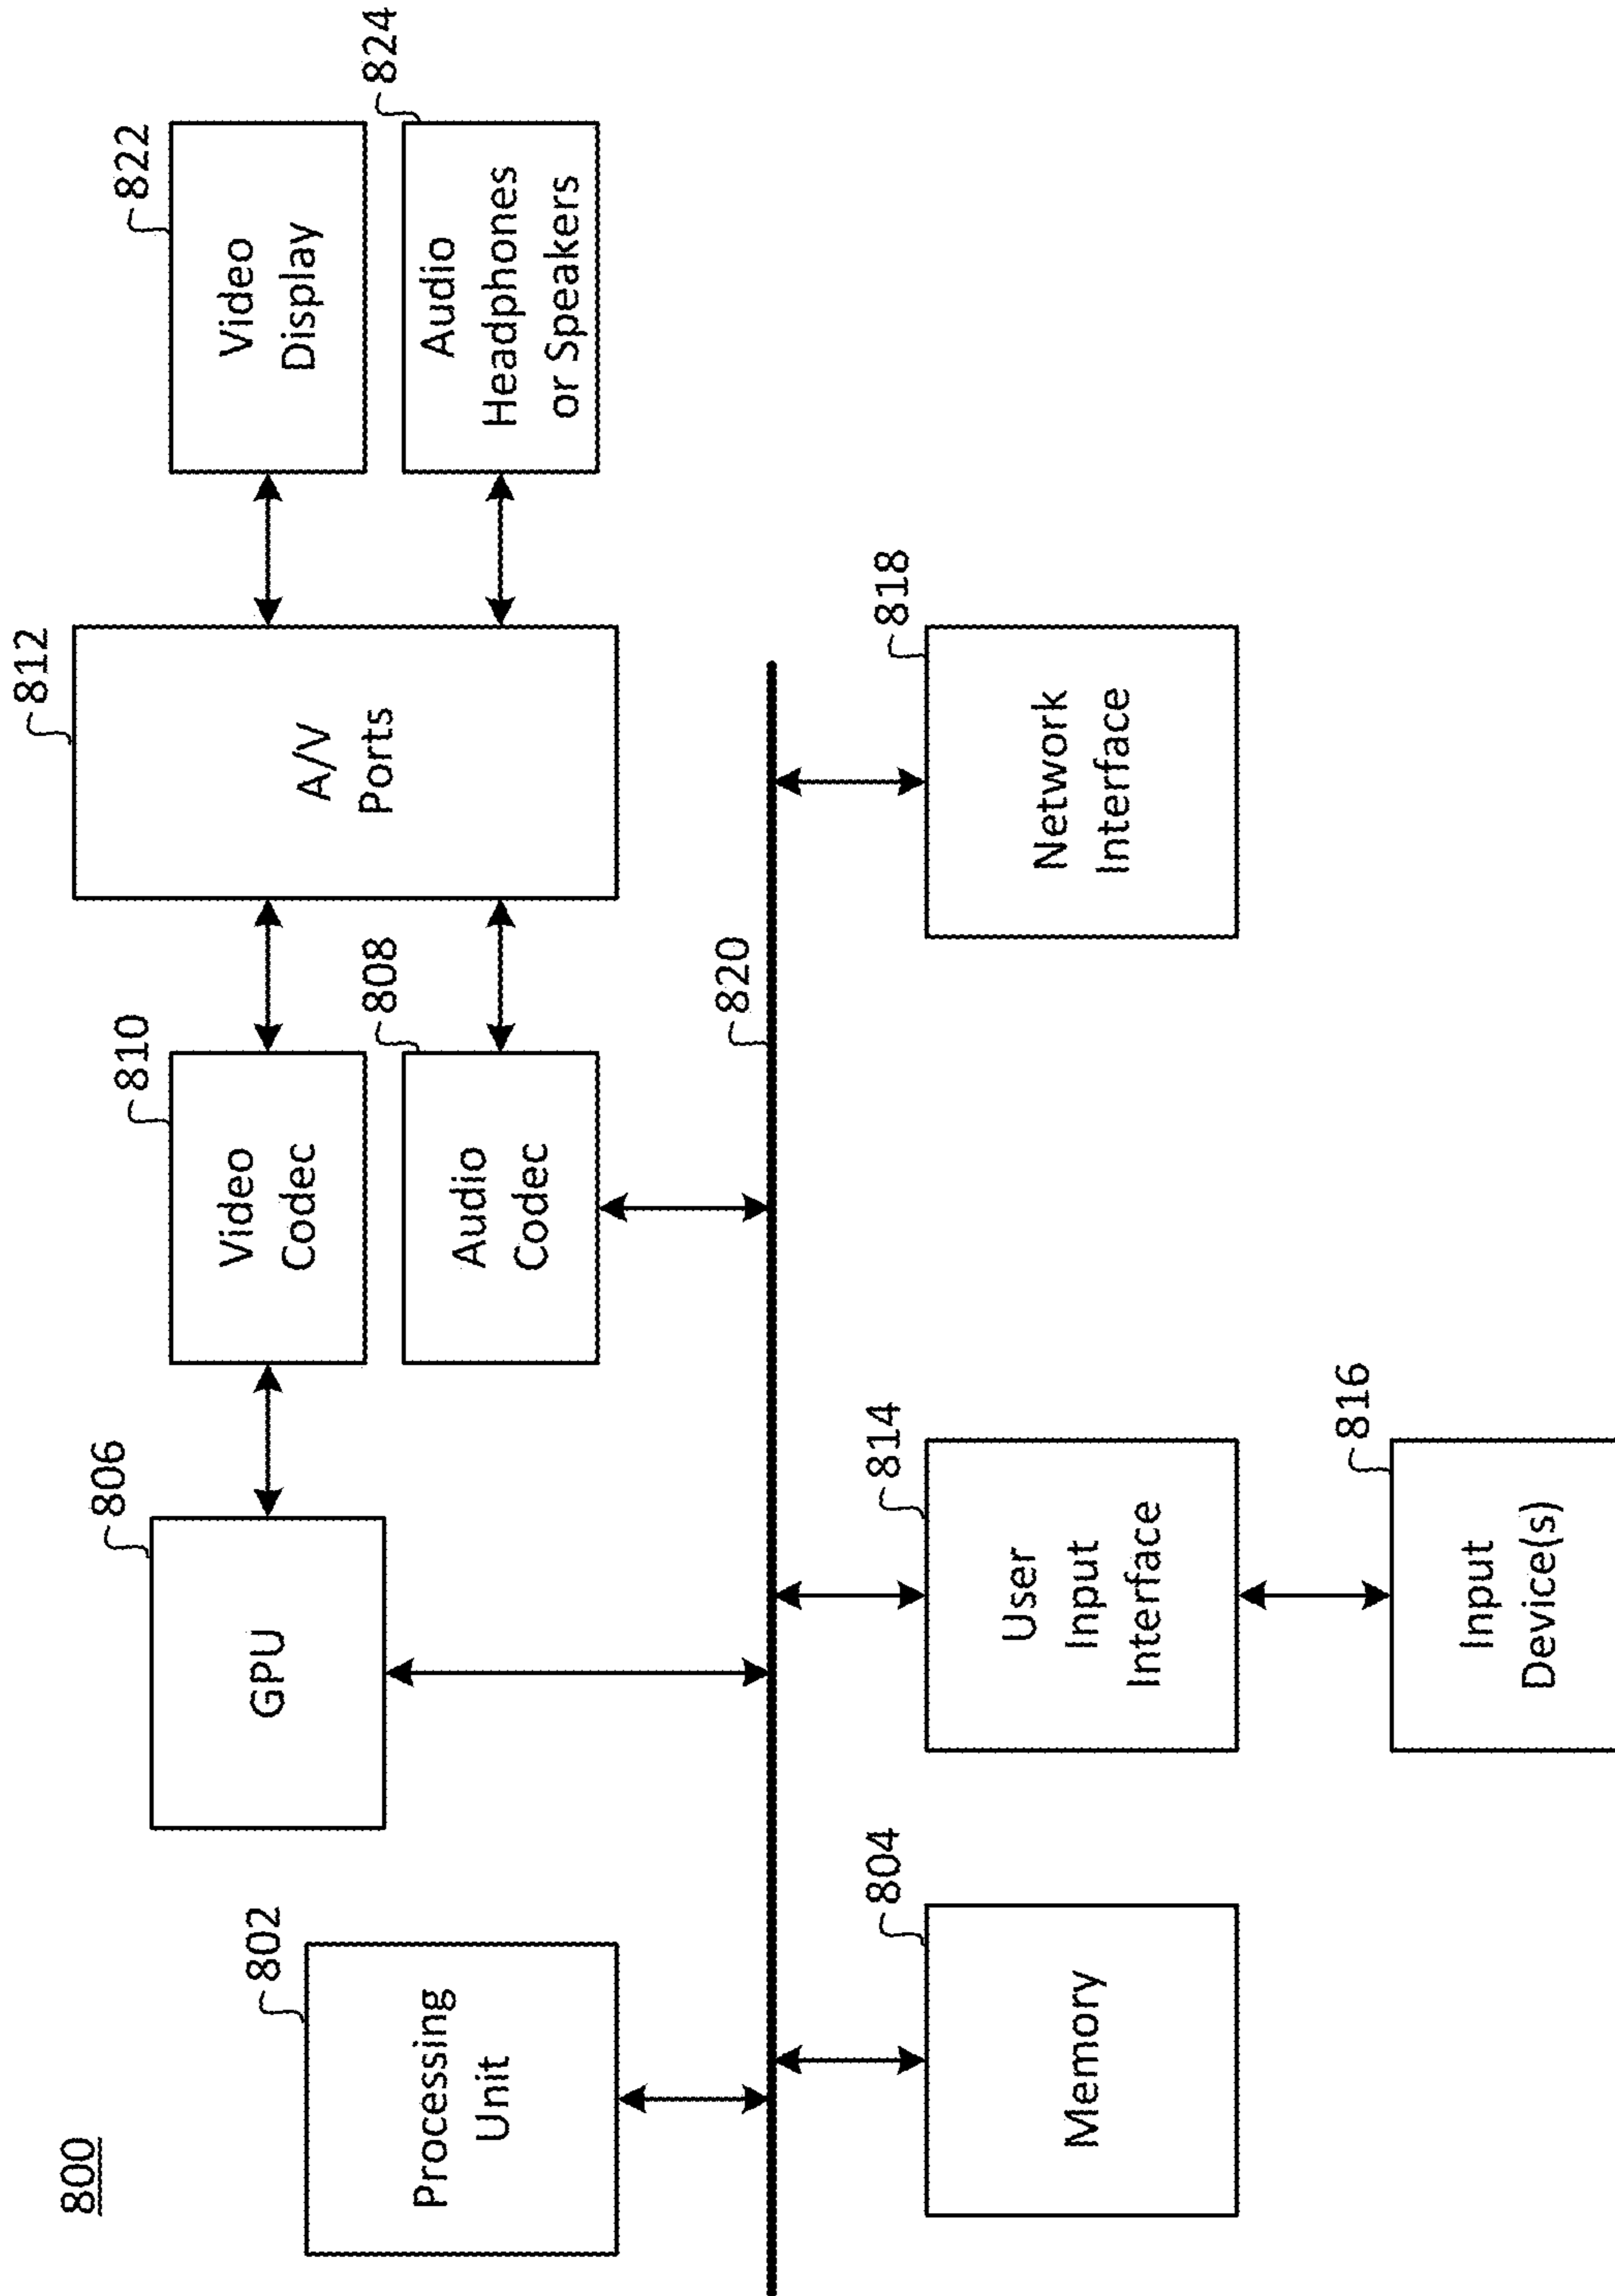 800
802
Processing
Unit
806
GPU
810
Video
Codec
808
Audio
Codec
812
A/V
Ports
822
Video
Display
824
Audio
Headphones
or Speakers
820
804
Memory
814
User
Input
Interface
816
Input
Device(s)
818
Network
Interface